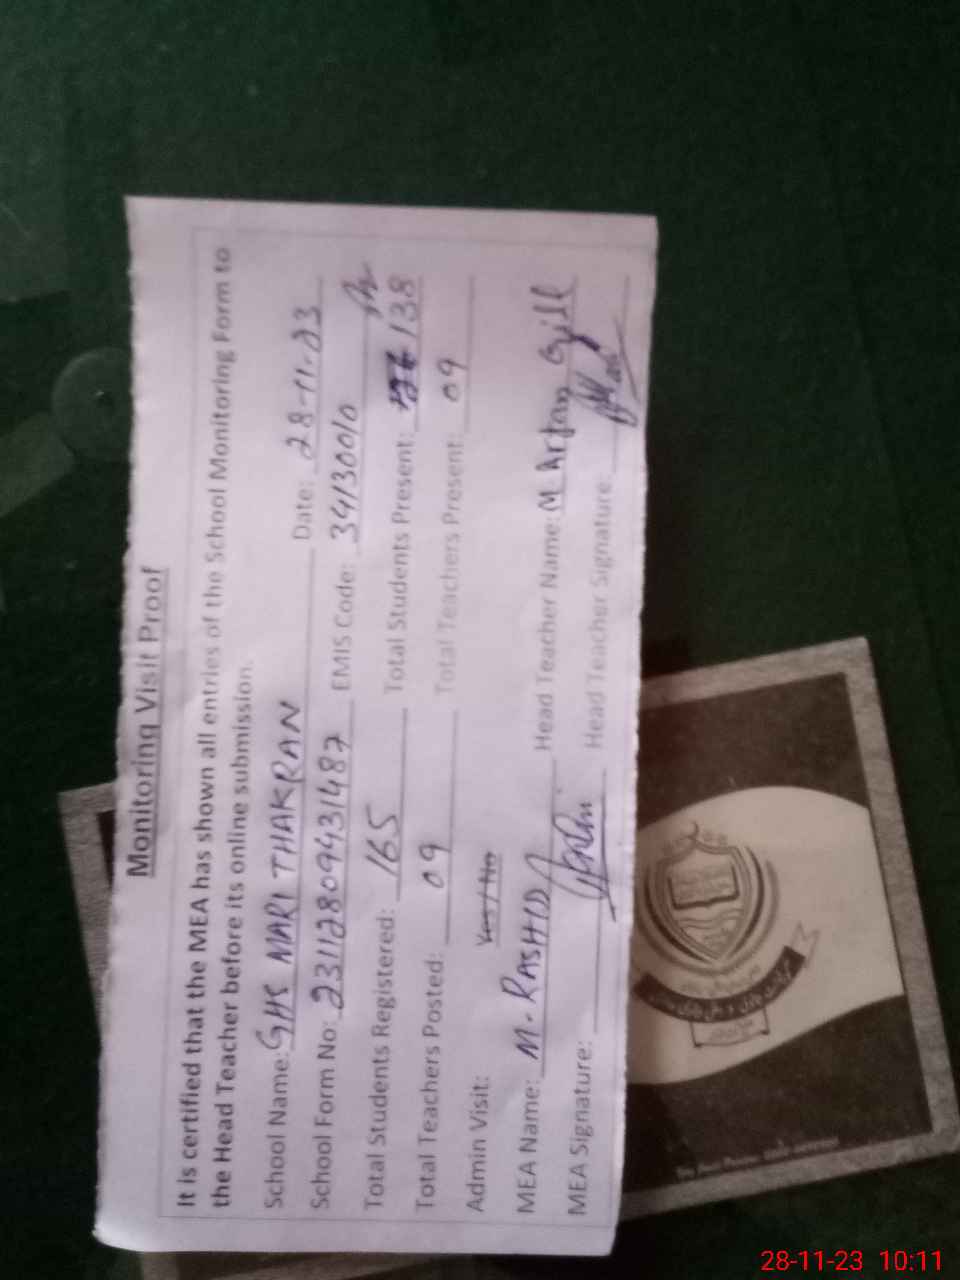 Monitoring Visit Proof
It is certified that the MEA has shown all entries of the School Monitoring Form to
the Head Teacher before its online submission.
School Name: GHS MARI THAKRAN Date: 28-11-23
School Form No: 23112809431487 EMIS Code: 34130010
Total Students Registered: 165 Total Students Present: 138
Total Teachers Posted: 09 Total Teachers Present: 09
Admin Visit: Yes / No
MEA Name: M. RASHID Head Teacher Name: M Arfan Gill
MEA Signature: Head Teacher Signature:
28-11-23 10:11